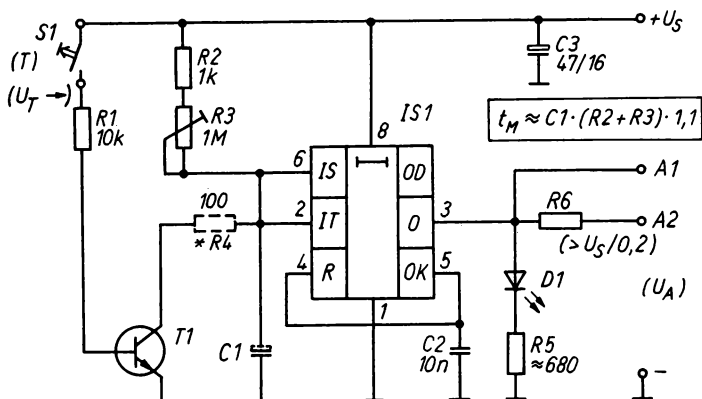 S1
(T)
(U_T →)
R1
10k
R2
1k
R3
1M
+U_S
C3
47/16
t_M ≈ C1·(R2+R3)·1,1
IS1
8
6
IS
OD
A1
100
*R4
2
IT
O
3
R6
A2
(>U_S/0,2)
4
R
OK
5
D1
(U_A)
1
T1
C1
C2
10n
R5
≈680
−